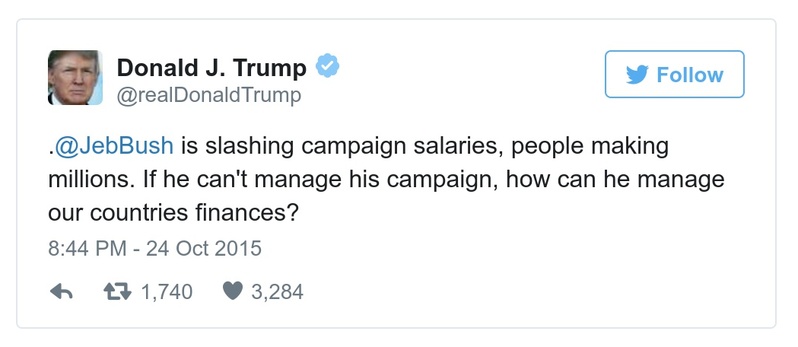 Donald J. Trump
@realDonaldTrump
Follow
.@JebBush is slashing campaign salaries, people making
millions. If he can't manage his campaign, how can he manage
our countries finances?
8:44 PM - 24 Oct 2015
1,740 3,284